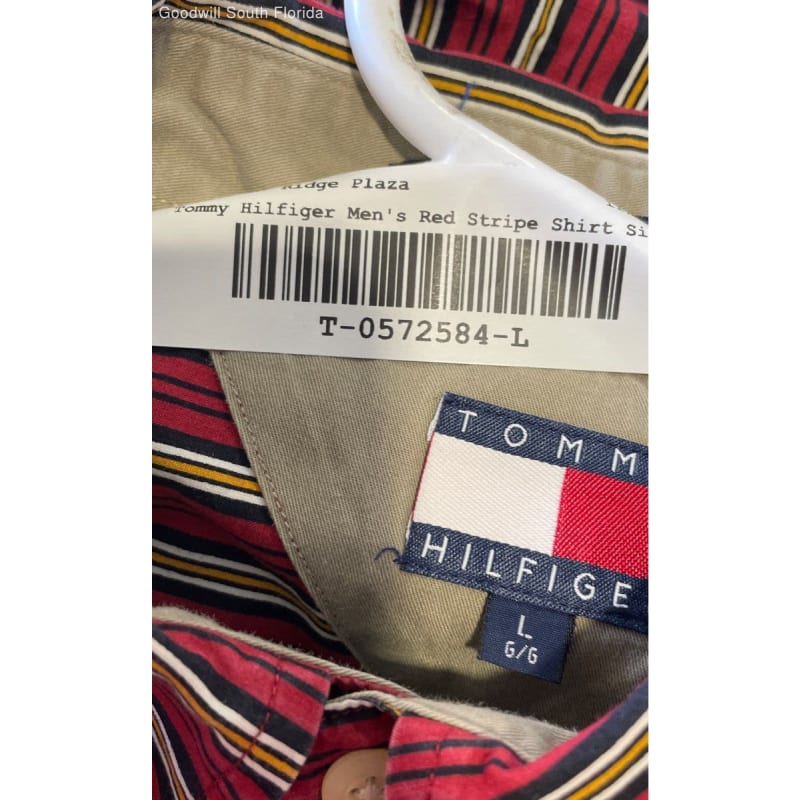 Goodwill South Florida
Ridge Plaza
Tommy Hilfiger Men's Red Stripe Shirt Si
T-0572584-L
TOMM
HILFIGE
L
G/G